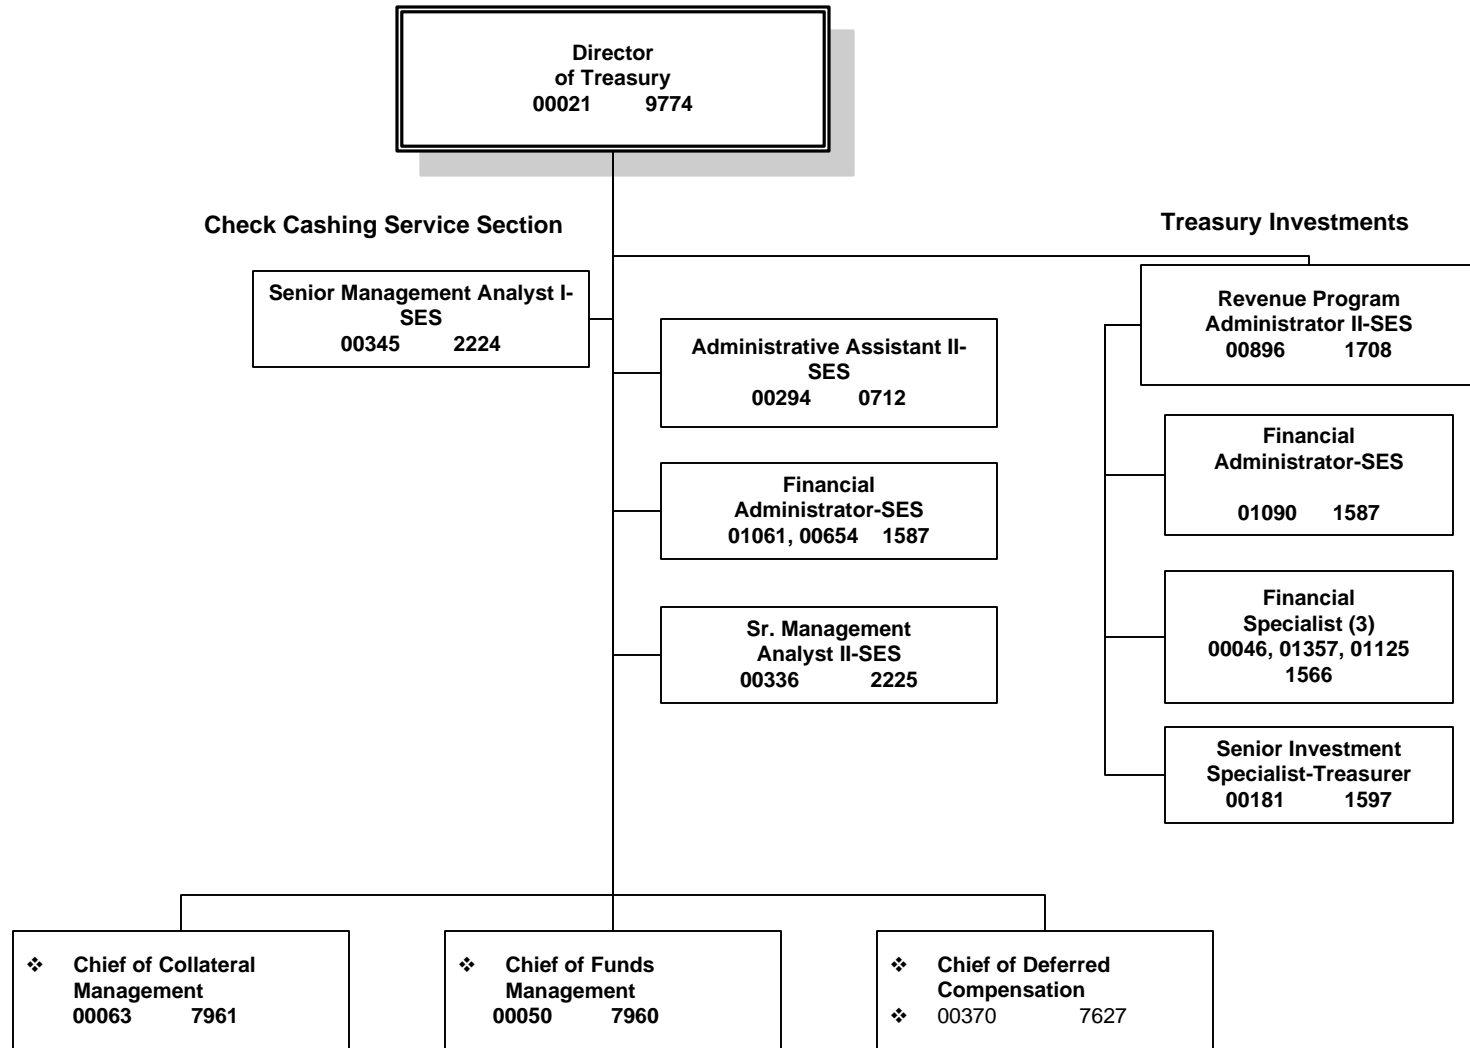 Director
of Treasury
00021 9774
Check Cashing Service Section
Treasury Investments
Senior Management Analyst I-
SES
00345 2224
Administrative Assistant II-
SES
00294 0712
Financial
Administrator-SES
01061, 00654 1587
Sr. Management
Analyst II-SES
00336 2225
Revenue Program
Administrator II-SES
00896 1708
Financial
Administrator-SES
01090 1587
Financial
Specialist (3)
00046, 01357, 01125
1566
Senior Investment
Specialist-Treasurer
00181 1597
❖ Chief of Collateral
Management
00063 7961
❖ Chief of Funds
Management
00050 7960
❖ Chief of Deferred
Compensation
❖ 00370 7627